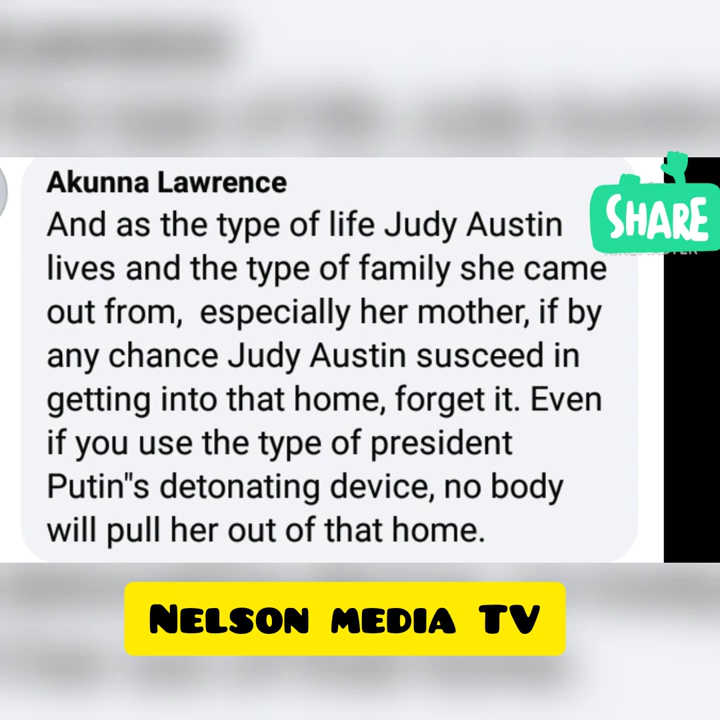 Akunna Lawrence
And as the type of life Judy Austin
lives and the type of family she came
out from,  especially her mother, if by
any chance Judy Austin susceed in
getting into that home, forget it. Even
if you use the type of president
Putin"s detonating device, no body
will pull her out of that home.
SHARE
NELSON MEDIA TV